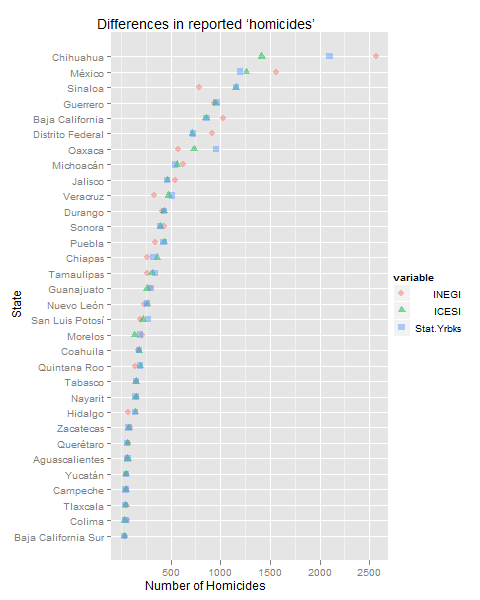 Differences in reported ‘homicides’
State
Chihuahua
México
Sinaloa
Guerrero
Baja California
Distrito Federal
Oaxaca
Michoacán
Jalisco
Veracruz
Durango
Sonora
Puebla
Chiapas
Tamaulipas
Guanajuato
Nuevo León
San Luis Potosí
Morelos
Coahuila
Quintana Roo
Tabasco
Nayarit
Hidalgo
Zacatecas
Querétaro
Aguascalientes
Yucatán
Campeche
Tlaxcala
Colima
Baja California Sur
500 1000 1500 2000 2500
Number of Homicides
variable
INEGI
ICESI
Stat.Yrbks